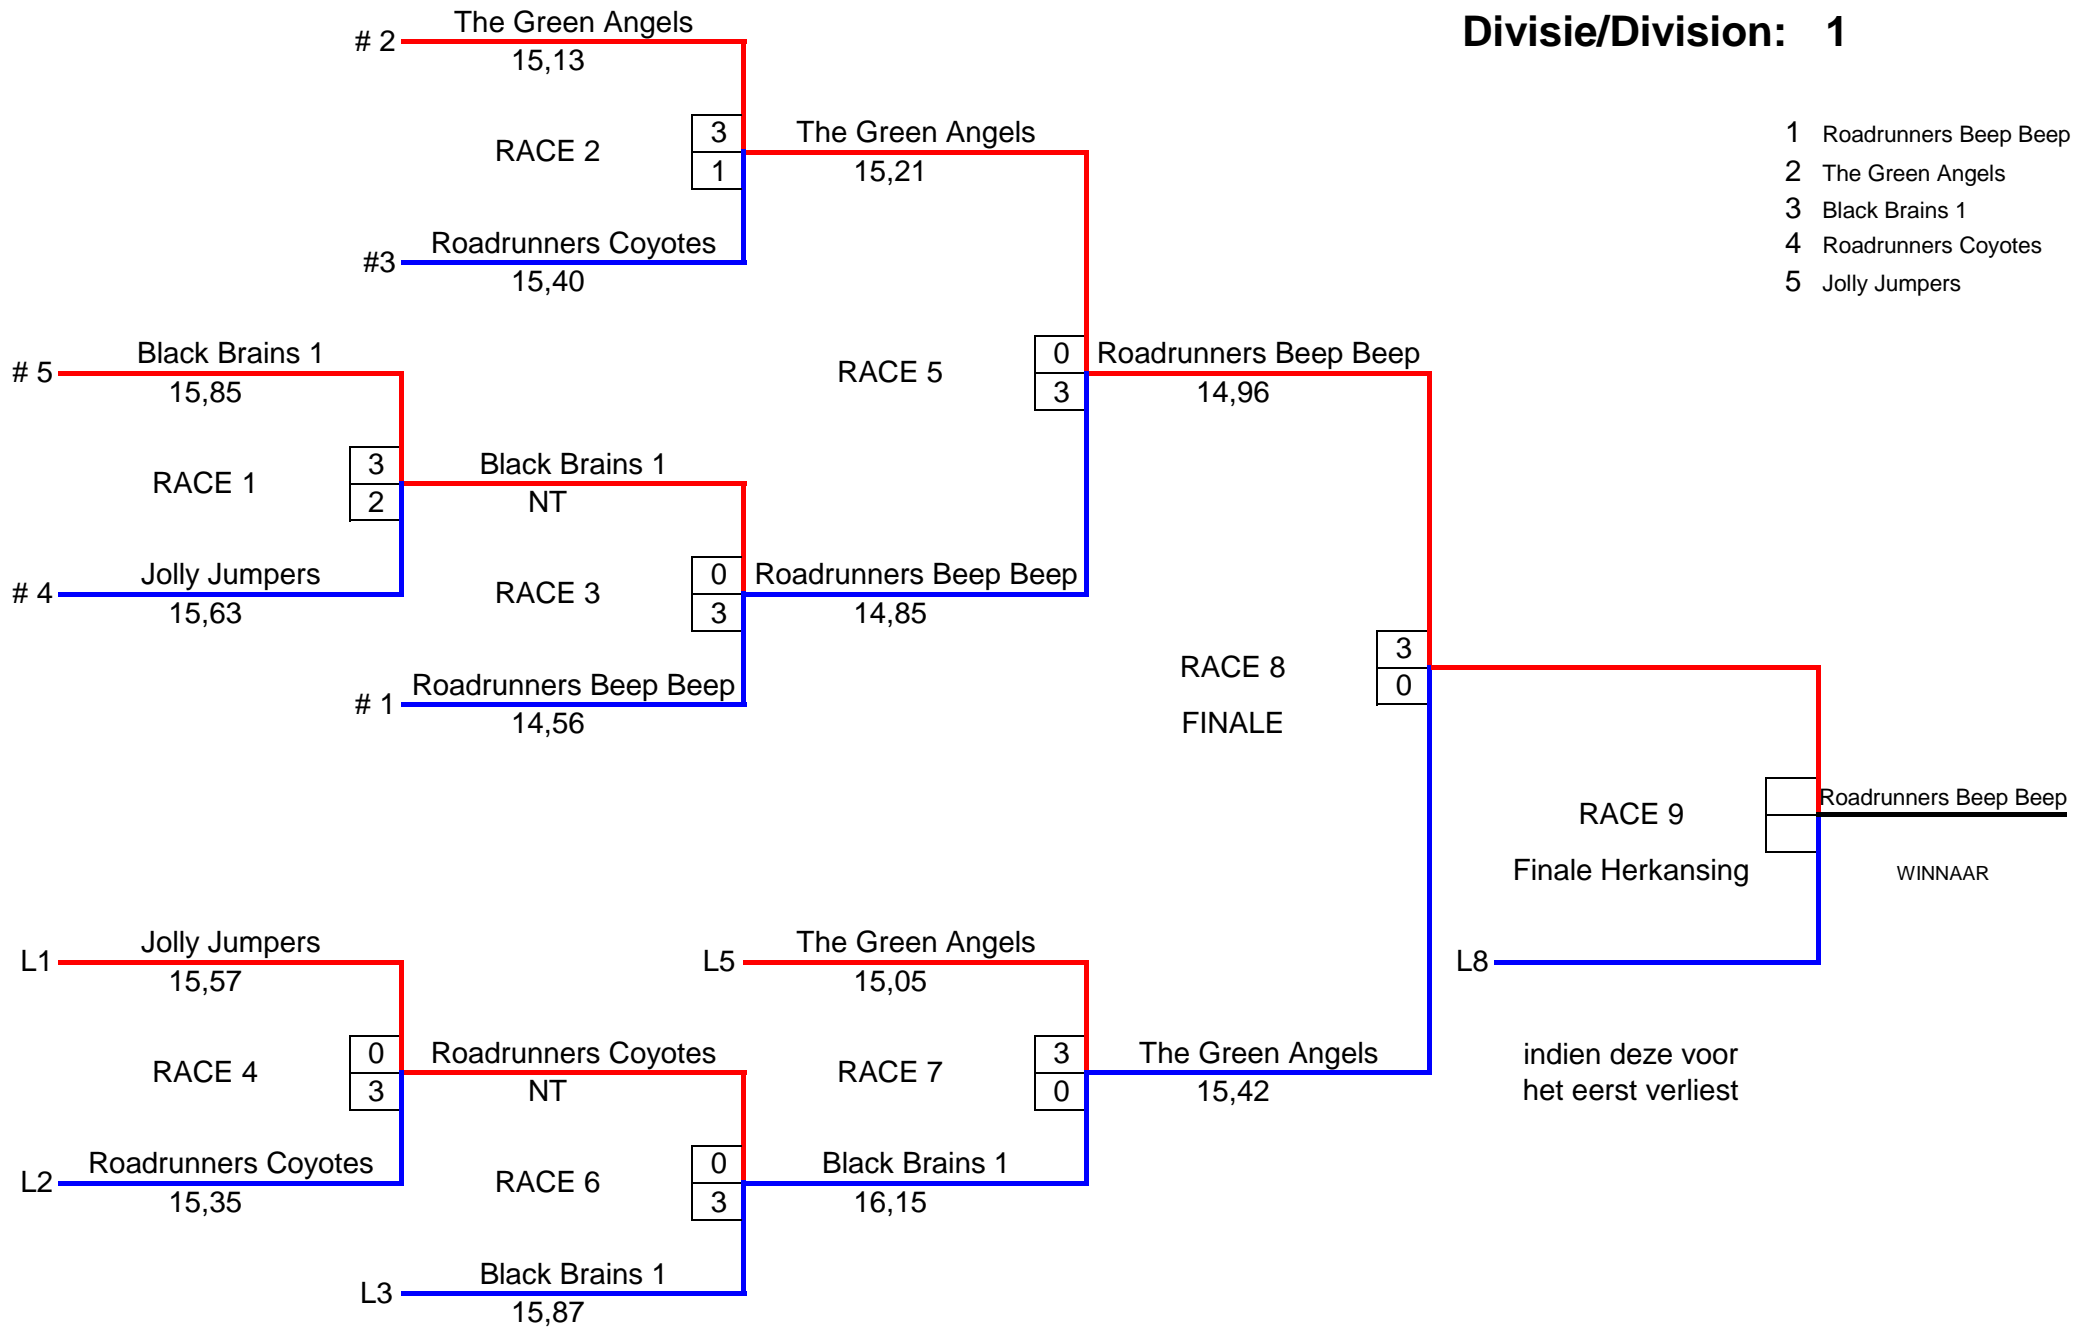 Divisie/Division: 1
1 Roadrunners Beep Beep
2 The Green Angels
3 Black Brains 1
4 Roadrunners Coyotes
5 Jolly Jumpers
# 2 The Green Angels
15,13
RACE 2
3
1
#3 Roadrunners Coyotes
15,40
The Green Angels
15,21
# 5 Black Brains 1
15,85
RACE 1
3
2
# 4 Jolly Jumpers
15,63
Black Brains 1
NT
RACE 3
0
3
# 1 Roadrunners Beep Beep
14,56
RACE 5
0
3
Roadrunners Beep Beep
14,85
Roadrunners Beep Beep
14,96
RACE 8
FINALE
3
0
RACE 9
Finale Herkansing
Roadrunners Beep Beep
WINNAAR
L1 Jolly Jumpers
15,57
RACE 4
0
3
L2 Roadrunners Coyotes
15,35
Roadrunners Coyotes
NT
RACE 6
0
3
L3 Black Brains 1
15,87
L5 The Green Angels
15,05
RACE 7
3
0
Black Brains 1
16,15
The Green Angels
15,42
L8
indien deze voor
het eerst verliest